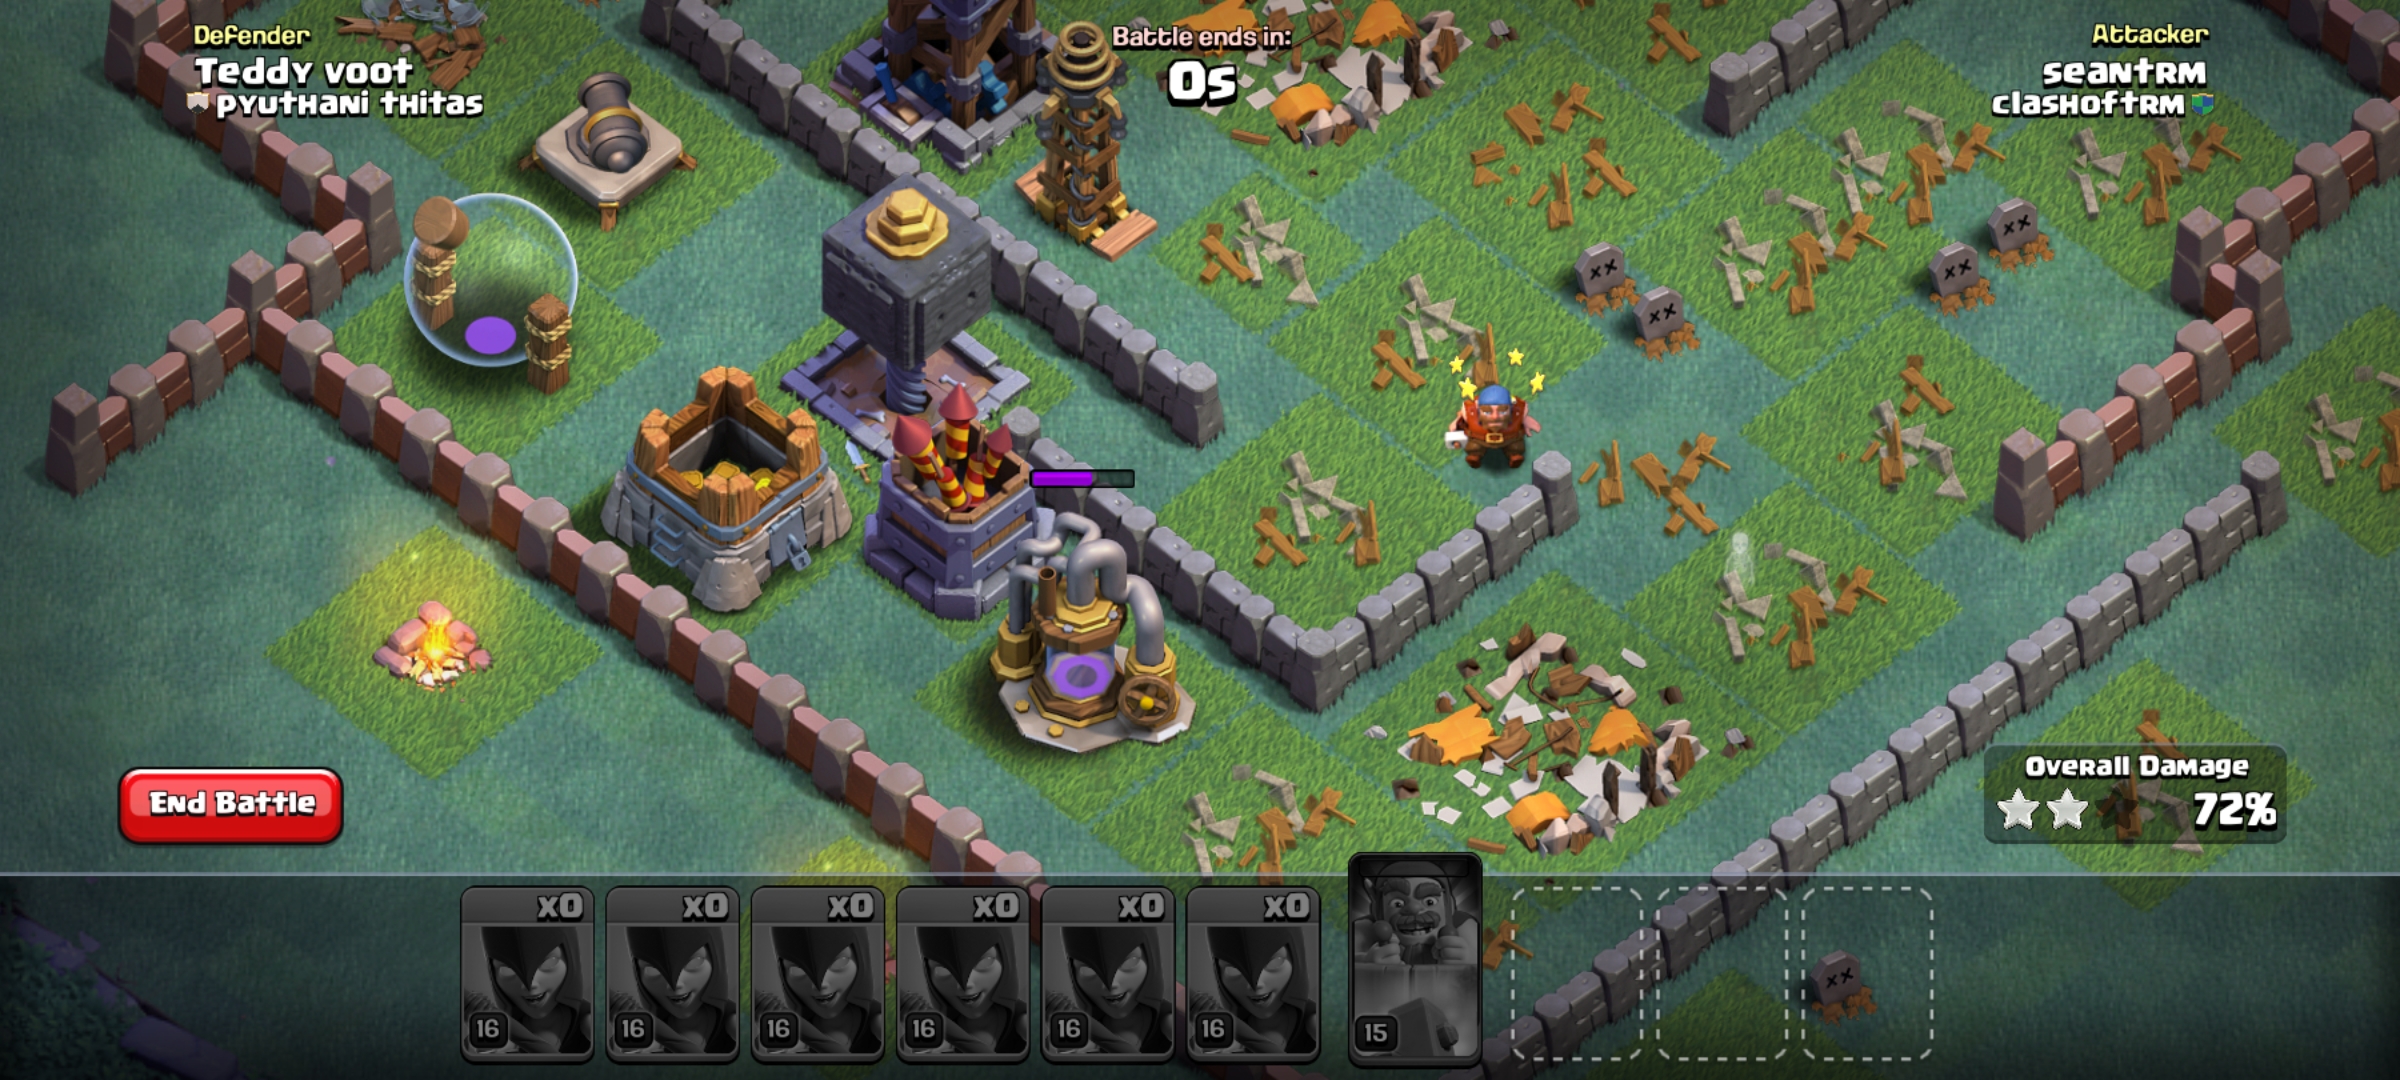 Defender
Teddy voot
pyuthani thitas
Battle ends in:
0s
Attacker
seantRM
clashoftRM
End Battle
Overall Damage
72%
x0
x0
x0
x0
x0
x0
16
16
16
16
16
16
15